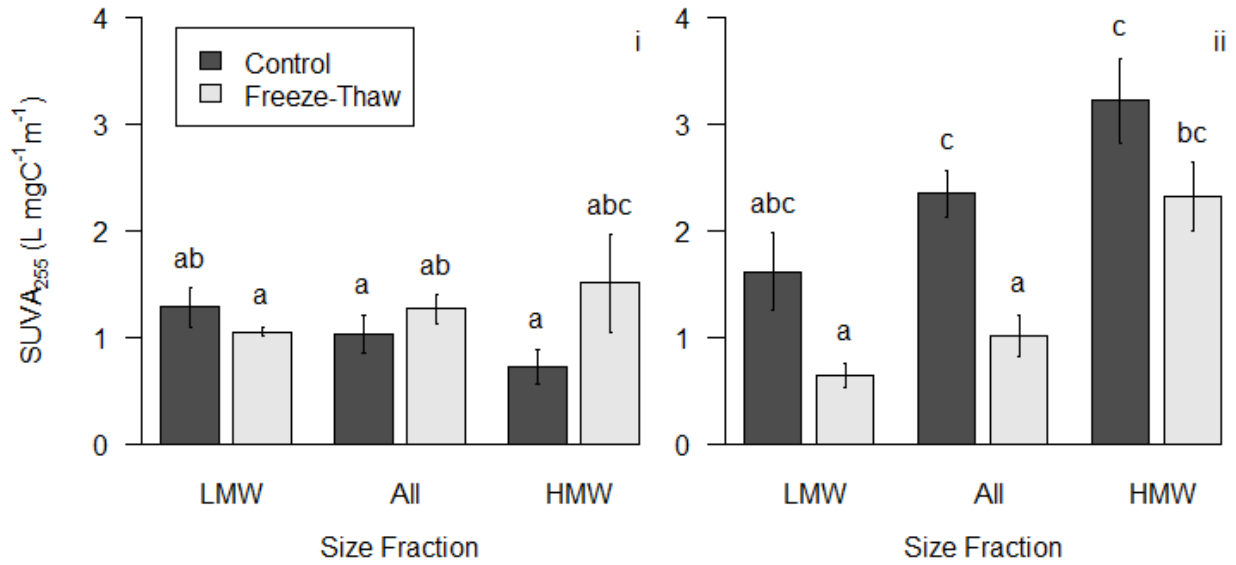 4
3
2
1
0
SUVA255 (L mgC-1m-1)
Control
Freeze-Thaw
i
ab
a
a
ab
a
abc
LMW All HMW
Size Fraction
4
3
2
1
0
ii
abc
a
c
a
c
bc
LMW All HMW
Size Fraction